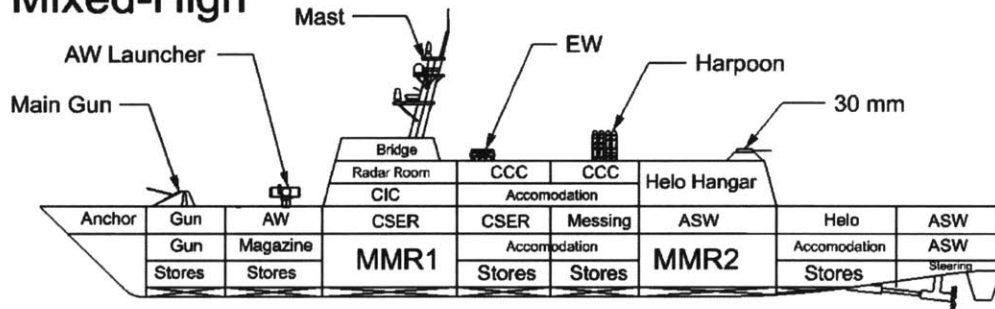 Mixed-High
Mast
AW Launcher
EW
Harpoon
Main Gun
30 mm
Bridge
Radar Room CCC CCC
Helo Hangar
CIC Accomodation
Anchor Gun AW CSER CSER Messing ASW Helo ASW
Gun Magazine Accomodation Accomodation ASW
MMR1 MMR2
Stores Stores Stores Stores Stores Steering